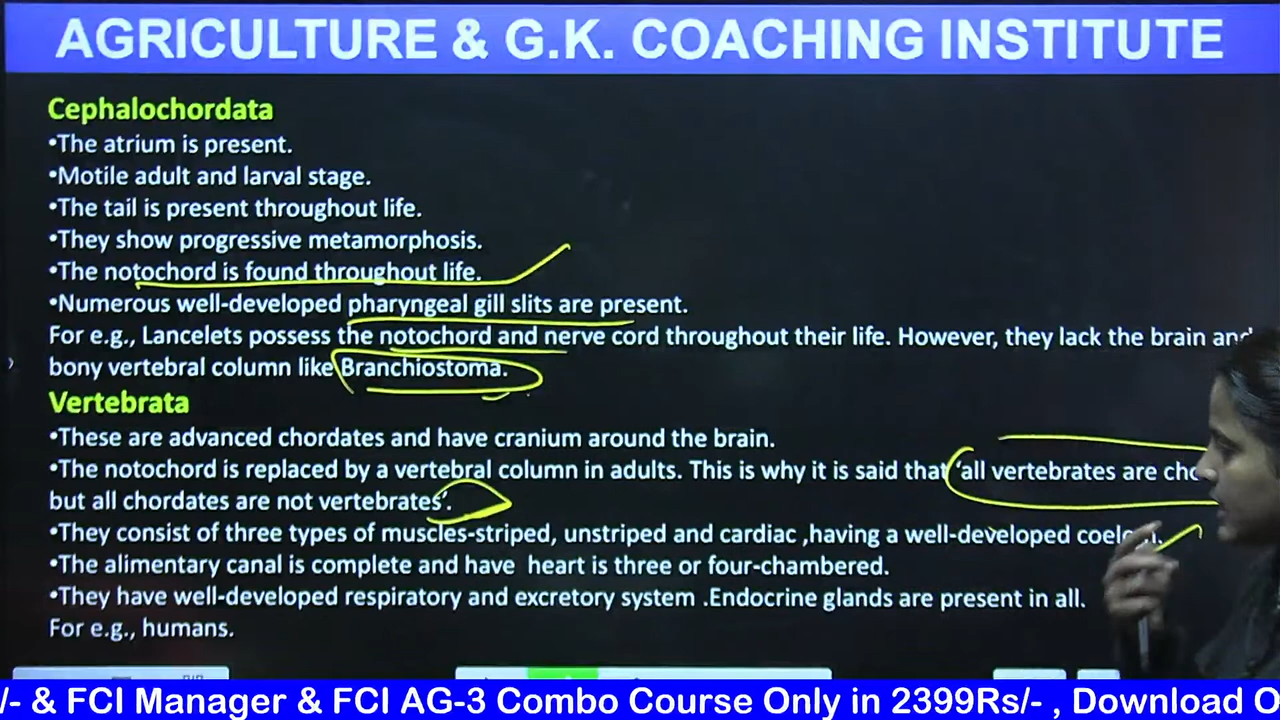 AGRICULTURE & G.K. COACHING INSTITUTE
Cephalochordata
•The atrium is present.
•Motile adult and larval stage.
•The tail is present throughout life.
•They show progressive metamorphosis.
•The notochord is found throughout life.
•Numerous well-developed pharyngeal gill slits are present.
For e.g., Lancelets possess the notochord and nerve cord throughout their life. However, they lack the brain and
bony vertebral column like Branchiostoma.
Vertebrata
•These are advanced chordates and have cranium around the brain.
•The notochord is replaced by a vertebral column in adults. This is why it is said that 'all vertebrates are
but all chordates are not vertebrates'.
•They consist of three types of muscles-striped, unstriped and cardiac ,having a well-developed
•The alimentary canal is complete and have heart is three or four-chambered.
•They have well-developed respiratory and excretory system .Endocrine glands are present in all.
For e.g., humans.
/- & FCI Manager & FCI AG-3 Combo Course Only in 2399Rs/- , Download O